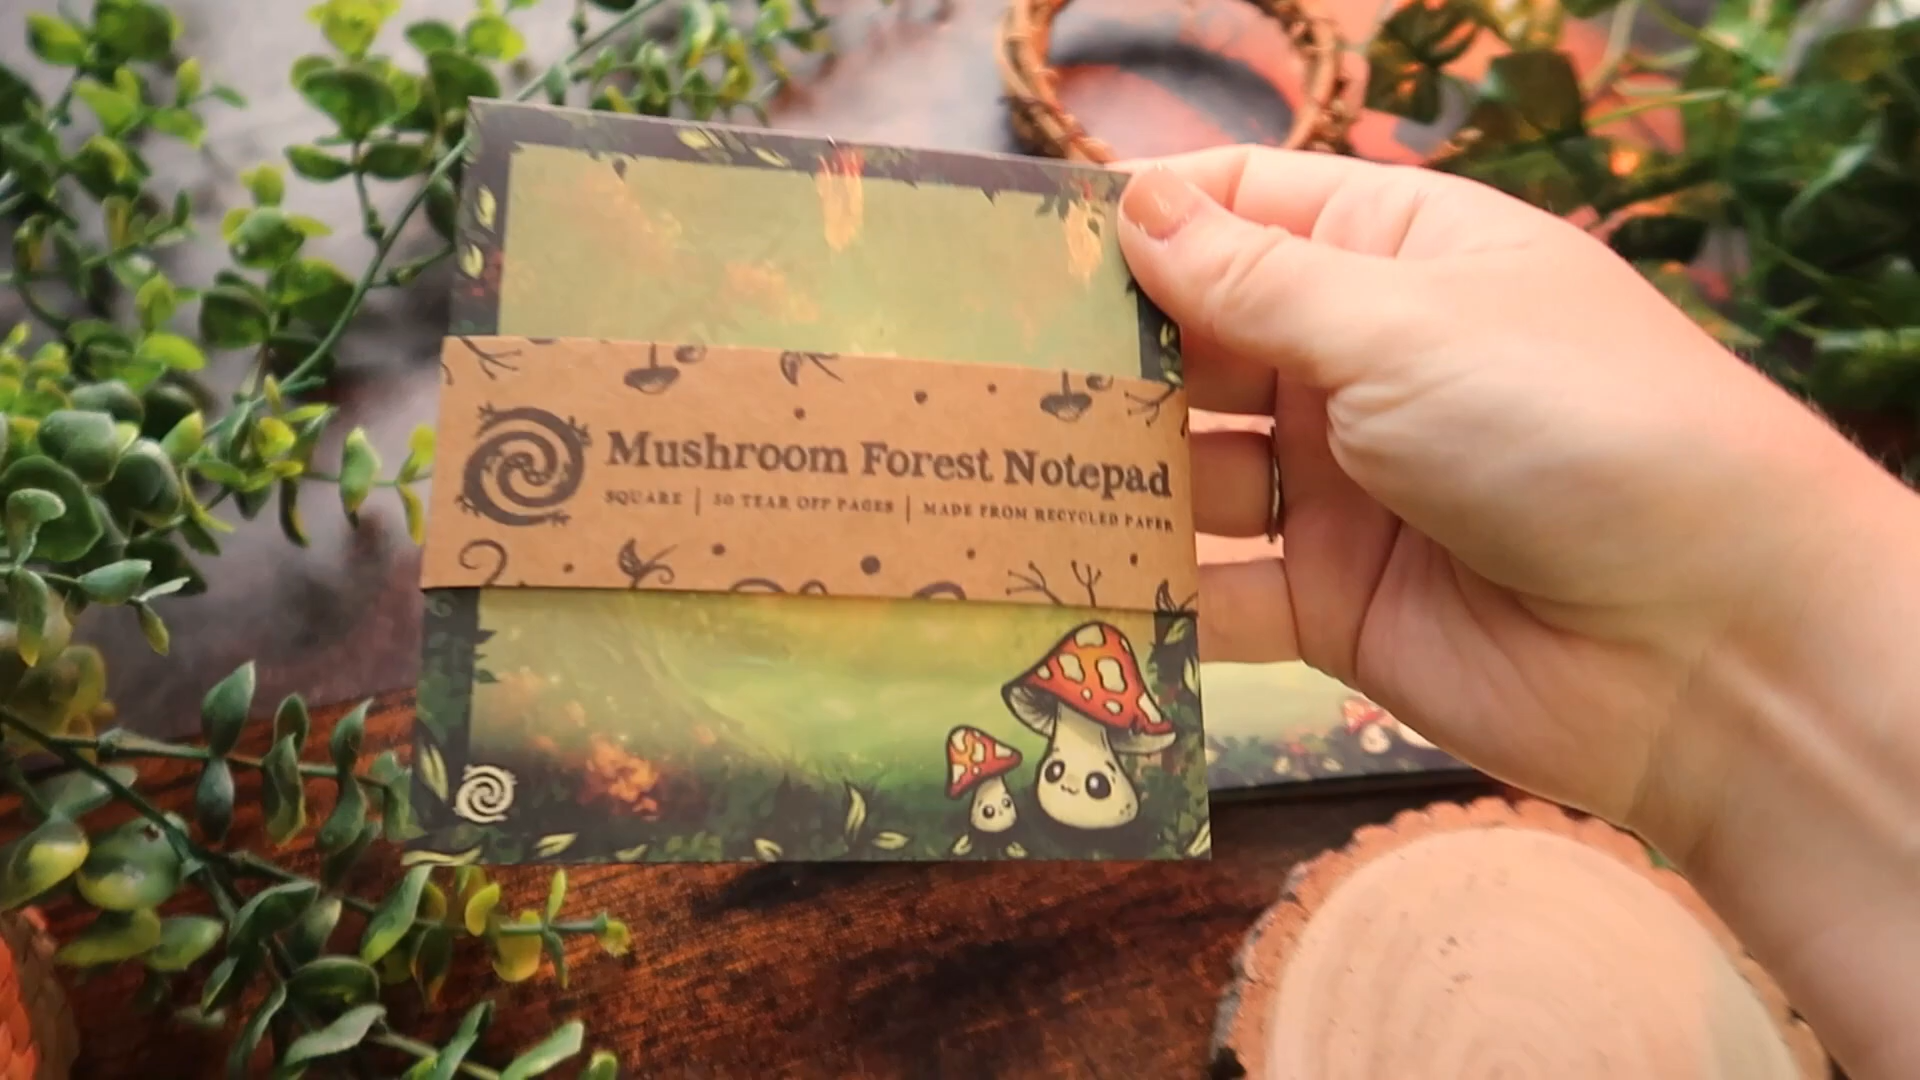 Mushroom Forest Notepad
SQUARE | 50 TEAR OFF PAGES | MADE FROM RECYCLED PAPER